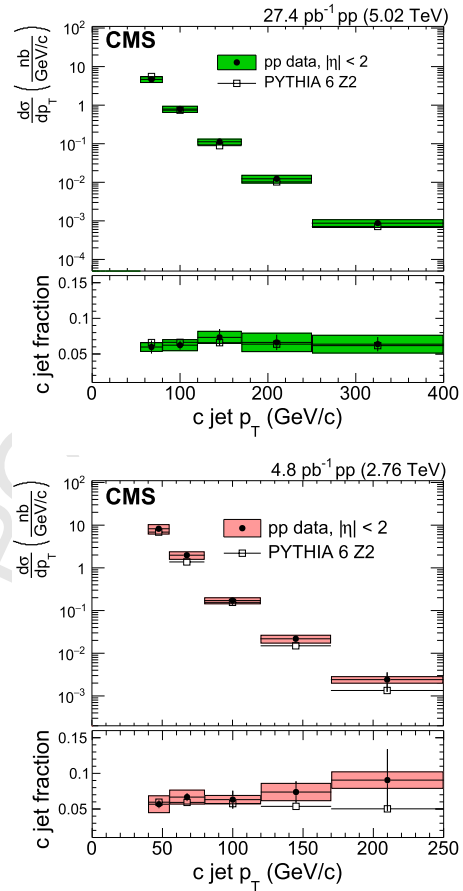 27.4 pb⁻¹ pp (5.02 TeV)
CMS
dσ/dp_T (nb/GeV/c)
pp data, |η| < 2
PYTHIA 6 Z2
10²
10
1
10⁻¹
10⁻²
10⁻³
10⁻⁴
c jet fraction
0.15
0.1
0.05
0 100 200 300 400
c jet p_T (GeV/c)
4.8 pb⁻¹ pp (2.76 TeV)
CMS
dσ/dp_T (nb/GeV/c)
pp data, |η| < 2
PYTHIA 6 Z2
10²
10
1
10⁻¹
10⁻²
10⁻³
c jet fraction
0.15
0.1
0.05
0 50 100 150 200 250
c jet p_T (GeV/c)